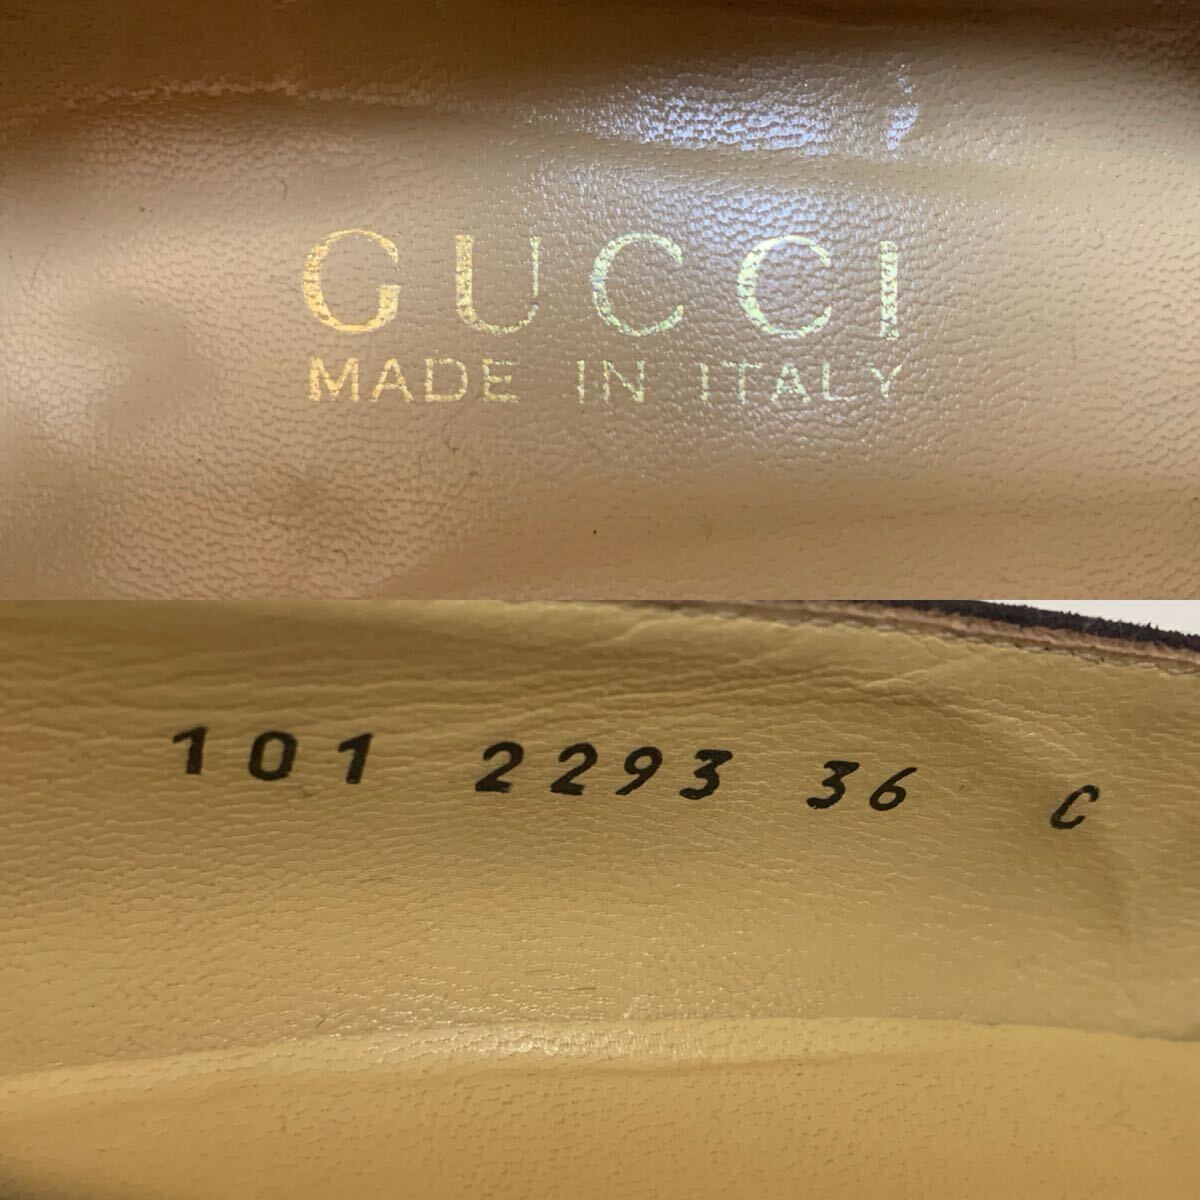 GUCCI
MADE IN ITALY
101 2293 36 C